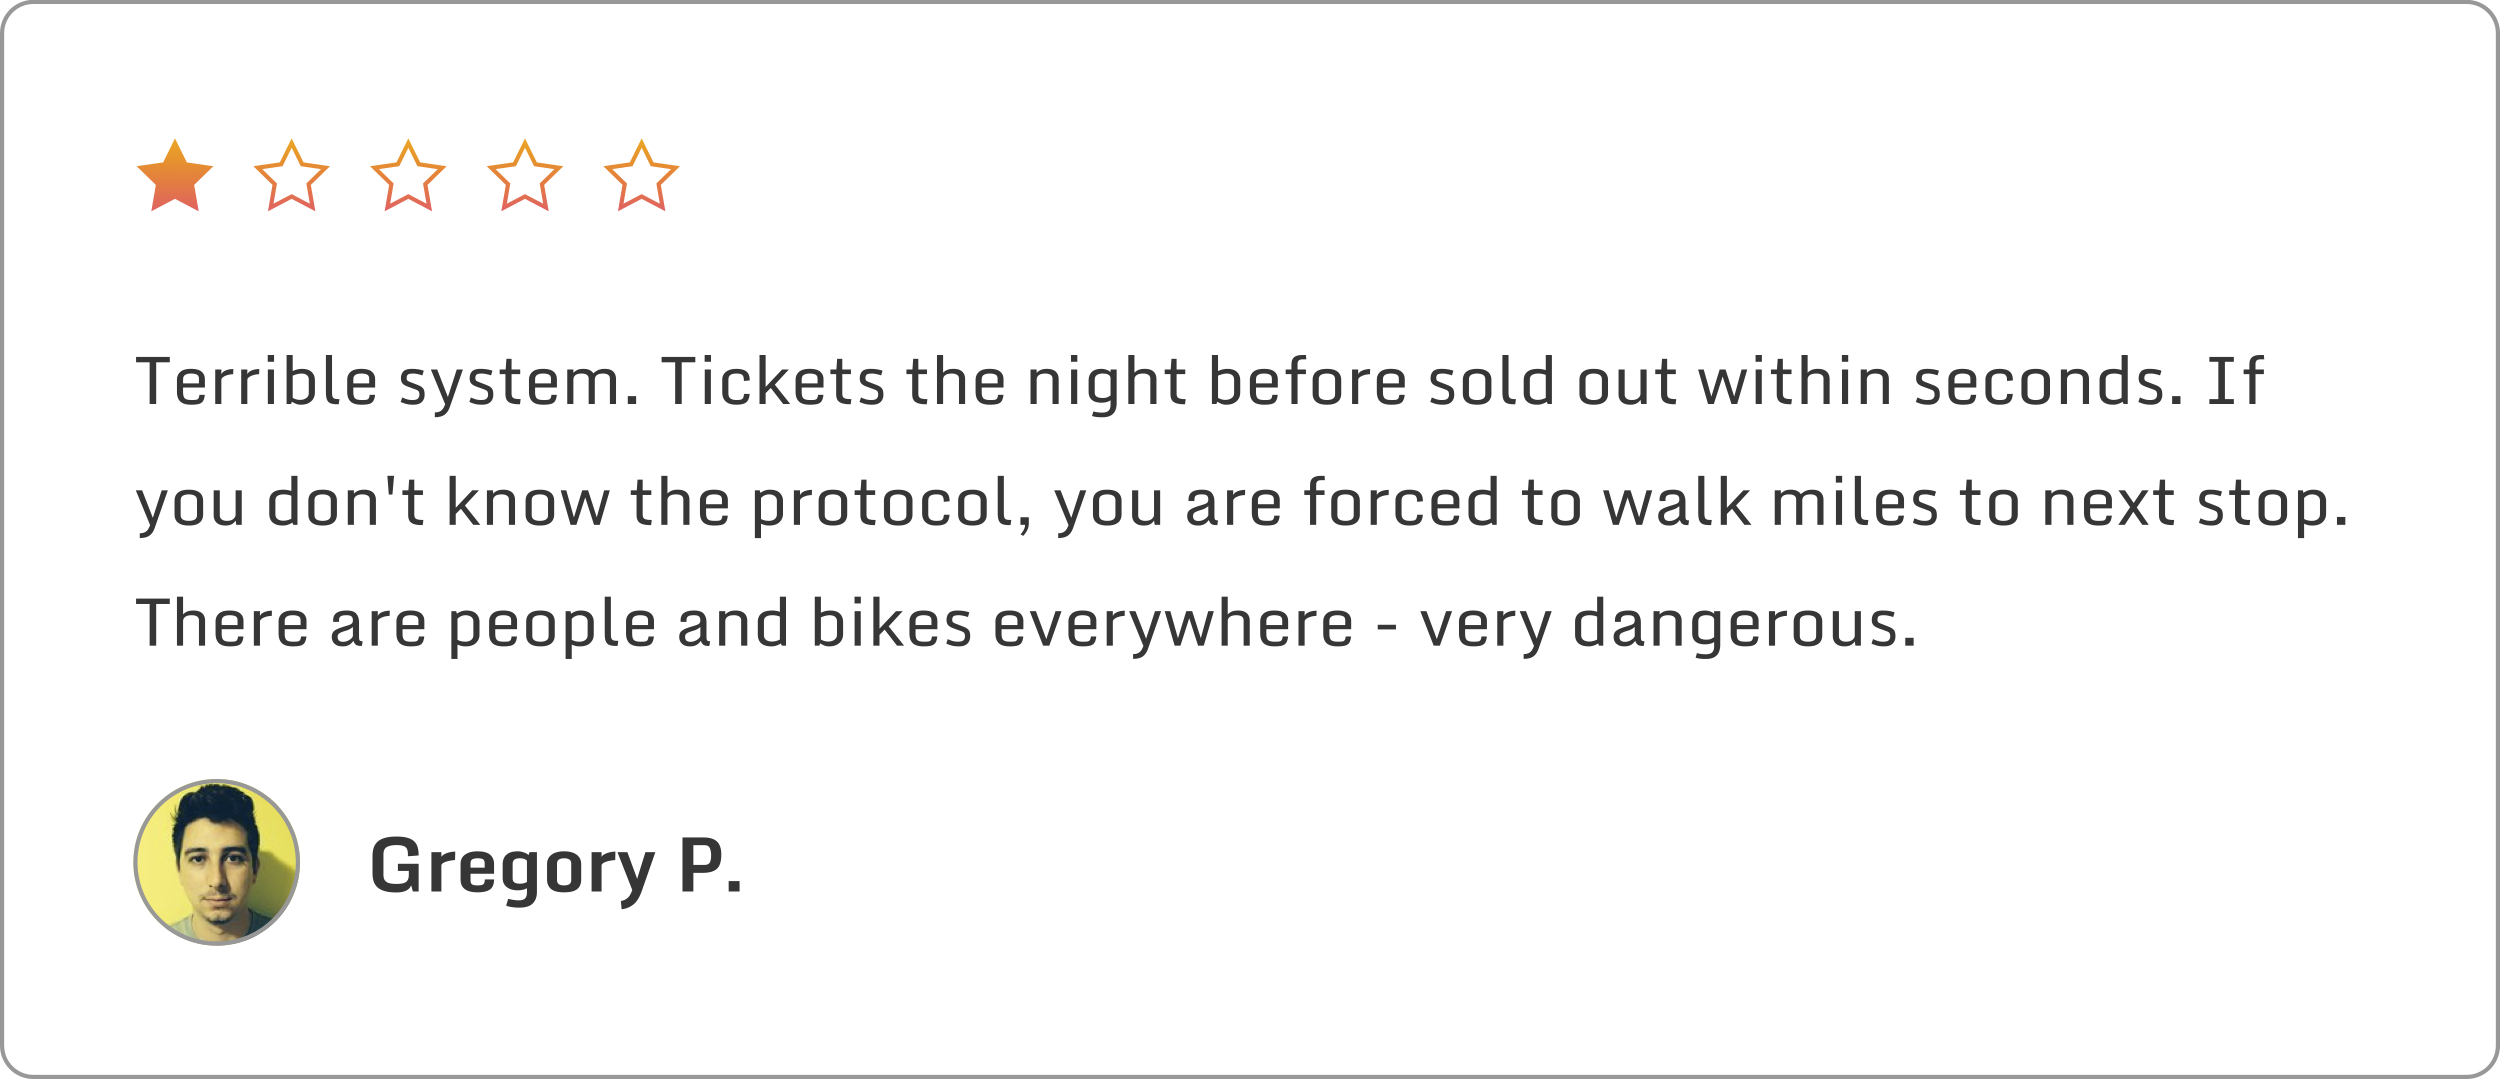 Terrible system. Tickets the night before sold out within seconds. If
you don't know the protocol, you are forced to walk miles to next stop.
There are people and bikes everywhere - very dangerous.
Gregory P.